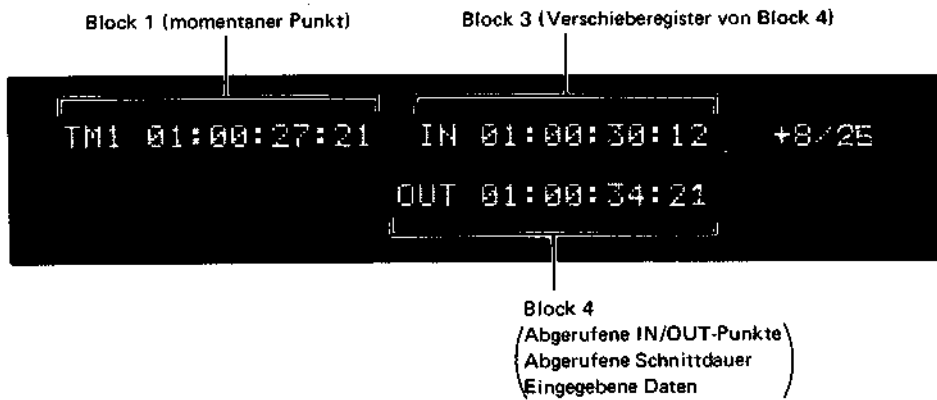 Block 1 (momentaner Punkt)
Block 3 (Verschieberegister von Block 4)
TM1 01:00:27:21 IN 01:00:30:12 +8/25
OUT 01:00:34:21
Block 4
(Abgerufene IN/OUT-Punkte
Abgerufene Schnittdauer
Eingegebene Daten)